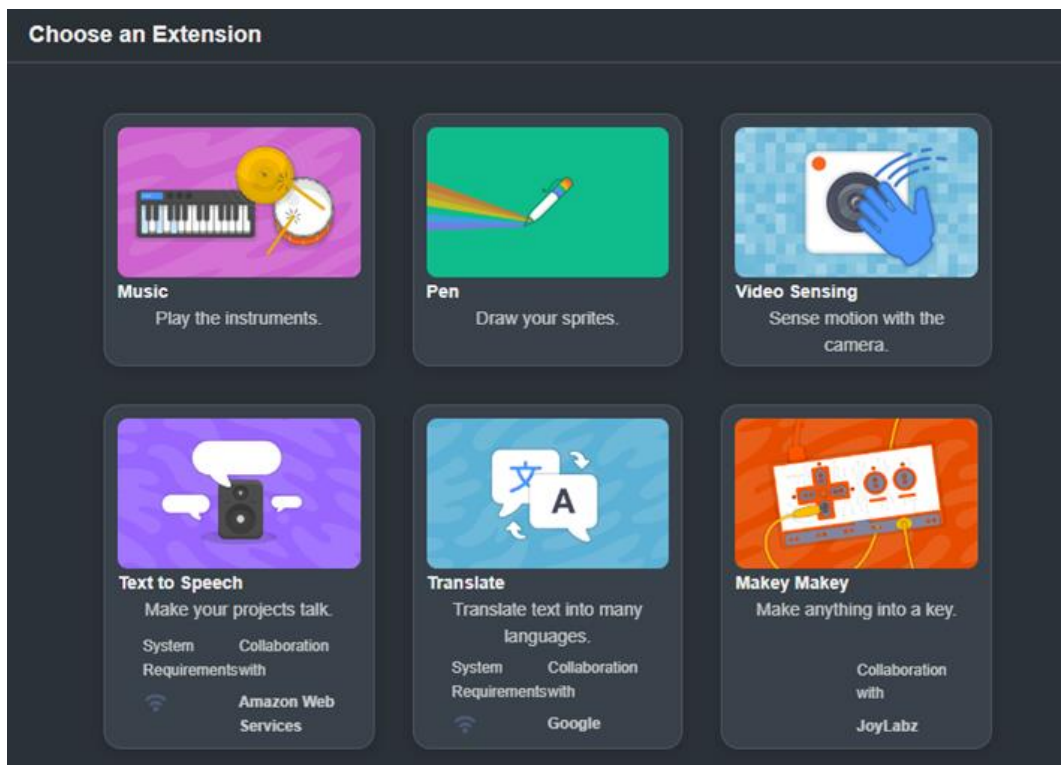 Choose an Extension
Music
Play the instruments.
Pen
Draw your sprites.
Video Sensing
Sense motion with the
camera.
文
A
Text to Speech
Make your projects talk.
System
Requirements
Collaboration
with
Amazon Web
Services
Translate
Translate text into many
languages.
System
Requirements
Collaboration
with
Google
Makey Makey
Make anything into a key.
Collaboration
with
JoyLabz